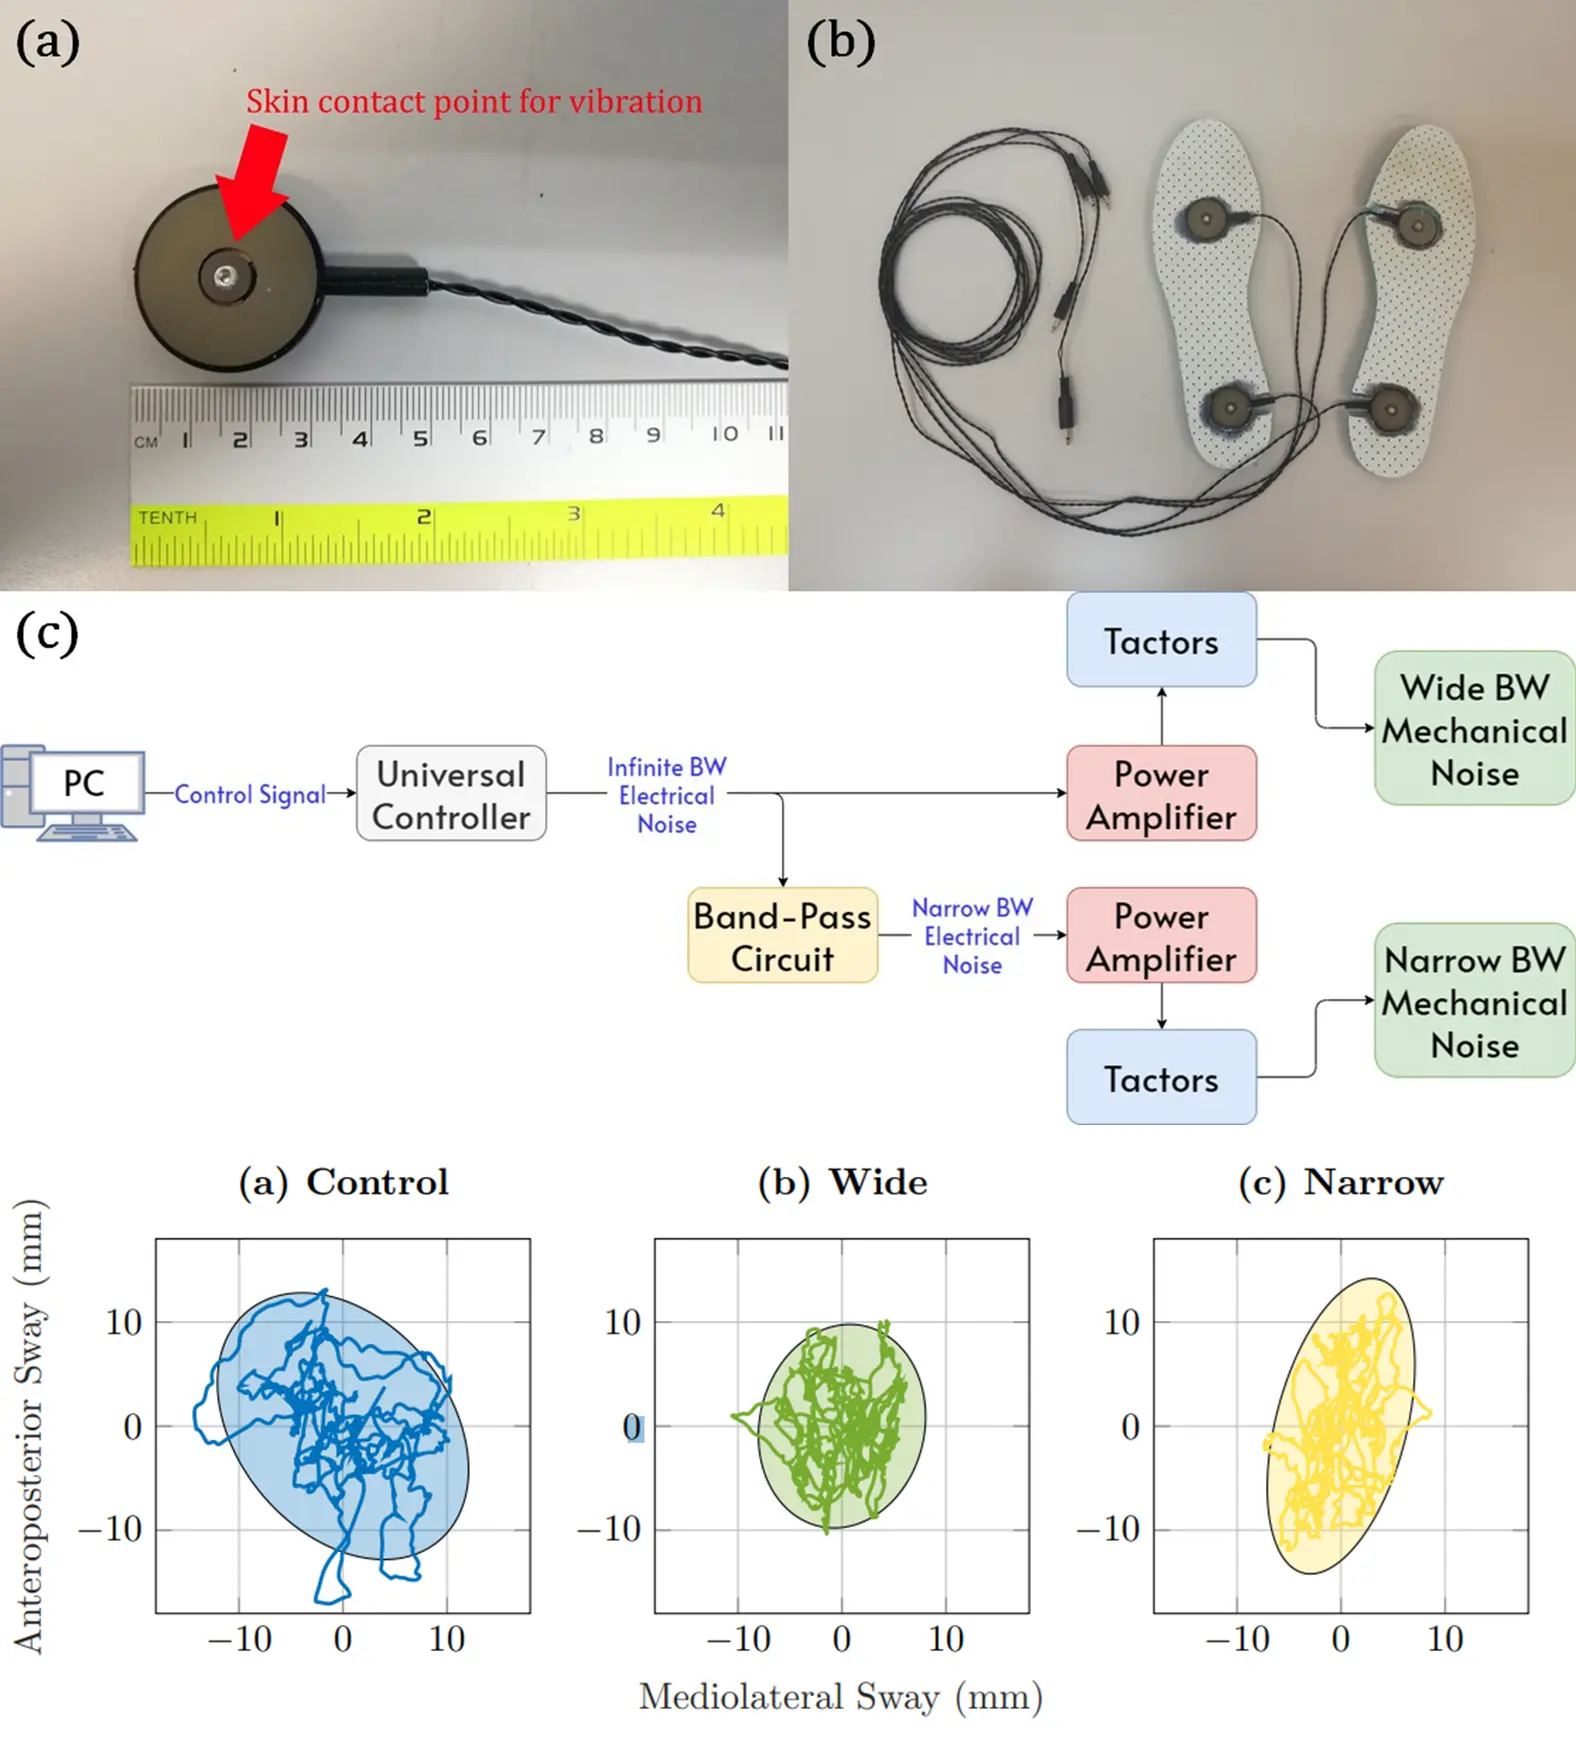 (a)
(b)
Skin contact point for vibration
CM 1 2 3 4 5 6 7 8 9 10 11
TENTH 1 2 3 4
(c)
PC
Control Signal
Universal
Controller
Infinite BW
Electrical
Noise
Tactors
Power
Amplifier
Wide BW
Mechanical
Noise
Band-Pass
Circuit
Narrow BW
Electrical
Noise
Power
Amplifier
Tactors
Narrow BW
Mechanical
Noise
(a) Control
(b) Wide
(c) Narrow
Anteroposterior Sway (mm)
10
0
−10
−10 0 10
10
0
−10
−10 0 10
10
0
−10
−10 0 10
Mediolateral Sway (mm)